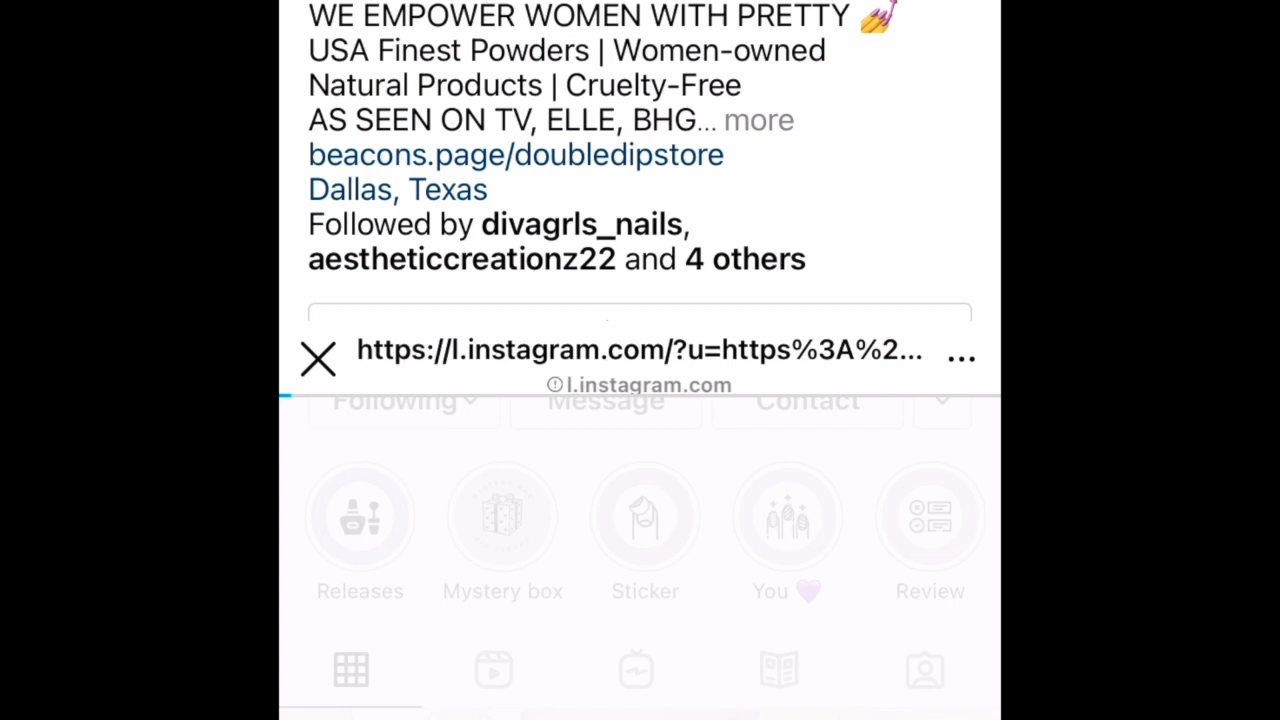 WE EMPOWER WOMEN WITH PRETTY 💅
USA Finest Powders | Women-owned
Natural Products | Cruelty-Free
AS SEEN ON TV, ELLE, BHG... more
beacons.page/doubledipstore
Dallas, Texas
Followed by divagrls_nails,
aestheticcreationz22 and 4 others
https://l.instagram.com/?u=https%3A%2... ...
l.instagram.com
Following Message Contact
Releases Mystery box Sticker You 💜 Review